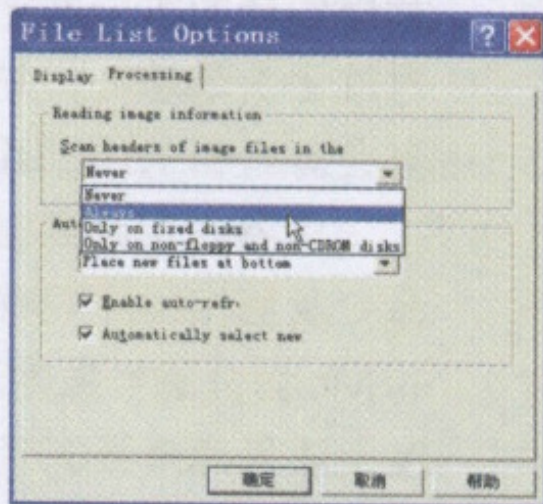 File List Options
Display Processing
Reading image information
Scan headers of image files in the
Never
Never
Always
Only on fixed disks
Only on non-floppy and non-CDROM disks
Place new files at bottom
Enable auto-refr
Automatically select new
确定 取消 帮助